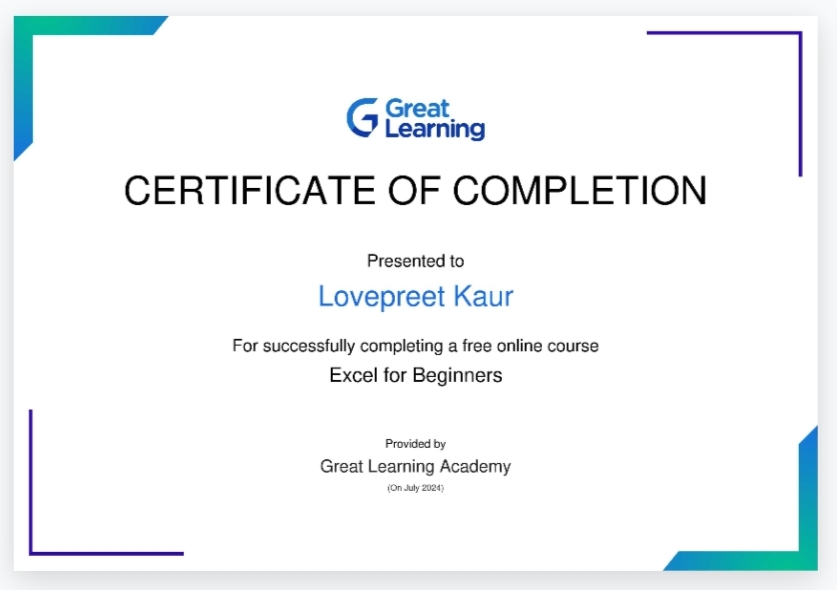 Great
Learning
CERTIFICATE OF COMPLETION
Presented to
Lovepreet Kaur
For successfully completing a free online course
Excel for Beginners
Provided by
Great Learning Academy
(On July 2024)